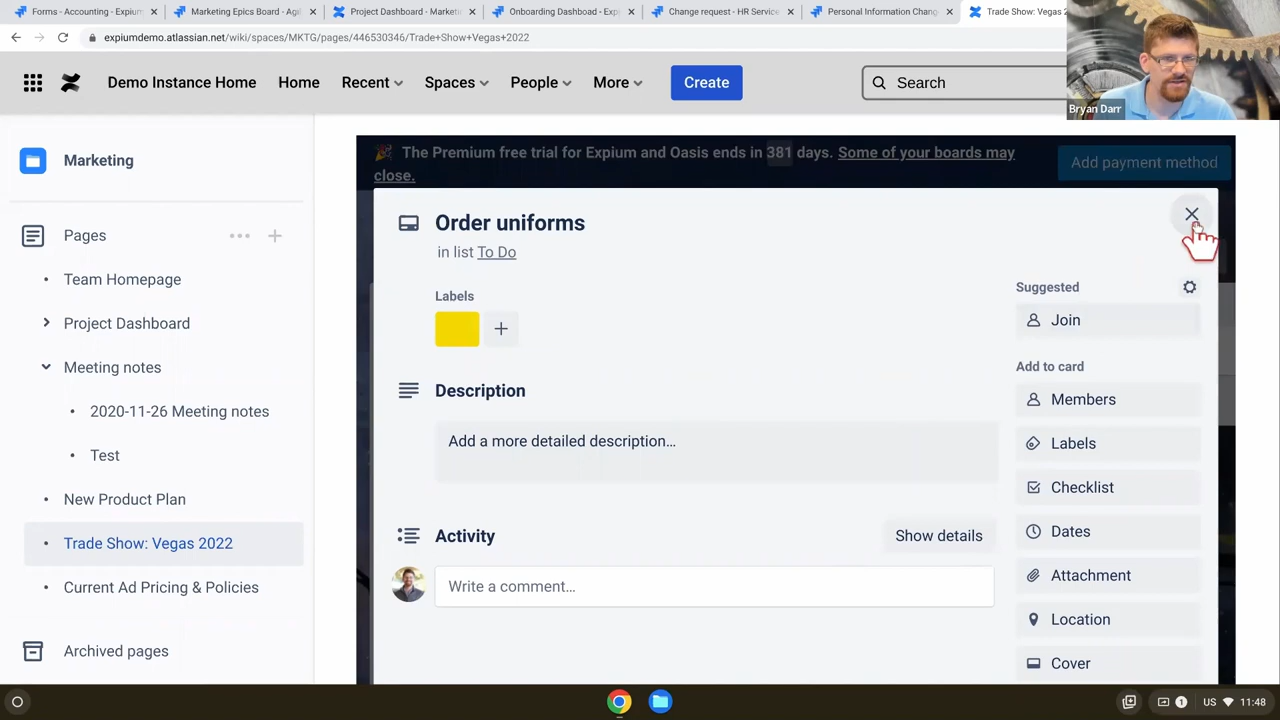 Forms - Accounting - Expium
Marketing Epics Board - Agil
Project Dashboard - Marketi
Onboarding Dashboad - Exp
Change request - HR Service
Personal Information Chang
Trade Show: Vegas 2
expiumdemo.atlassian.net/wiki/spaces/MKTG/pages/446530346/Trade+Show+Vegas+2022
Demo Instance Home
Home
Recent
Spaces
People
More
Create
Search
Bryan Darr
Marketing
Pages
Team Homepage
Project Dashboard
Meeting notes
2020-11-26 Meeting notes
Test
New Product Plan
Trade Show: Vegas 2022
Current Ad Pricing & Policies
Archived pages
The Premium free trial for Expium and Oasis ends in 381 days. Some of your boards may
close.
Add payment method
Order uniforms
in list To Do
Labels
Description
Add a more detailed description…
Activity
Show details
Write a comment…
Suggested
Join
Add to card
Members
Labels
Checklist
Dates
Attachment
Location
Cover
1
US
11:48